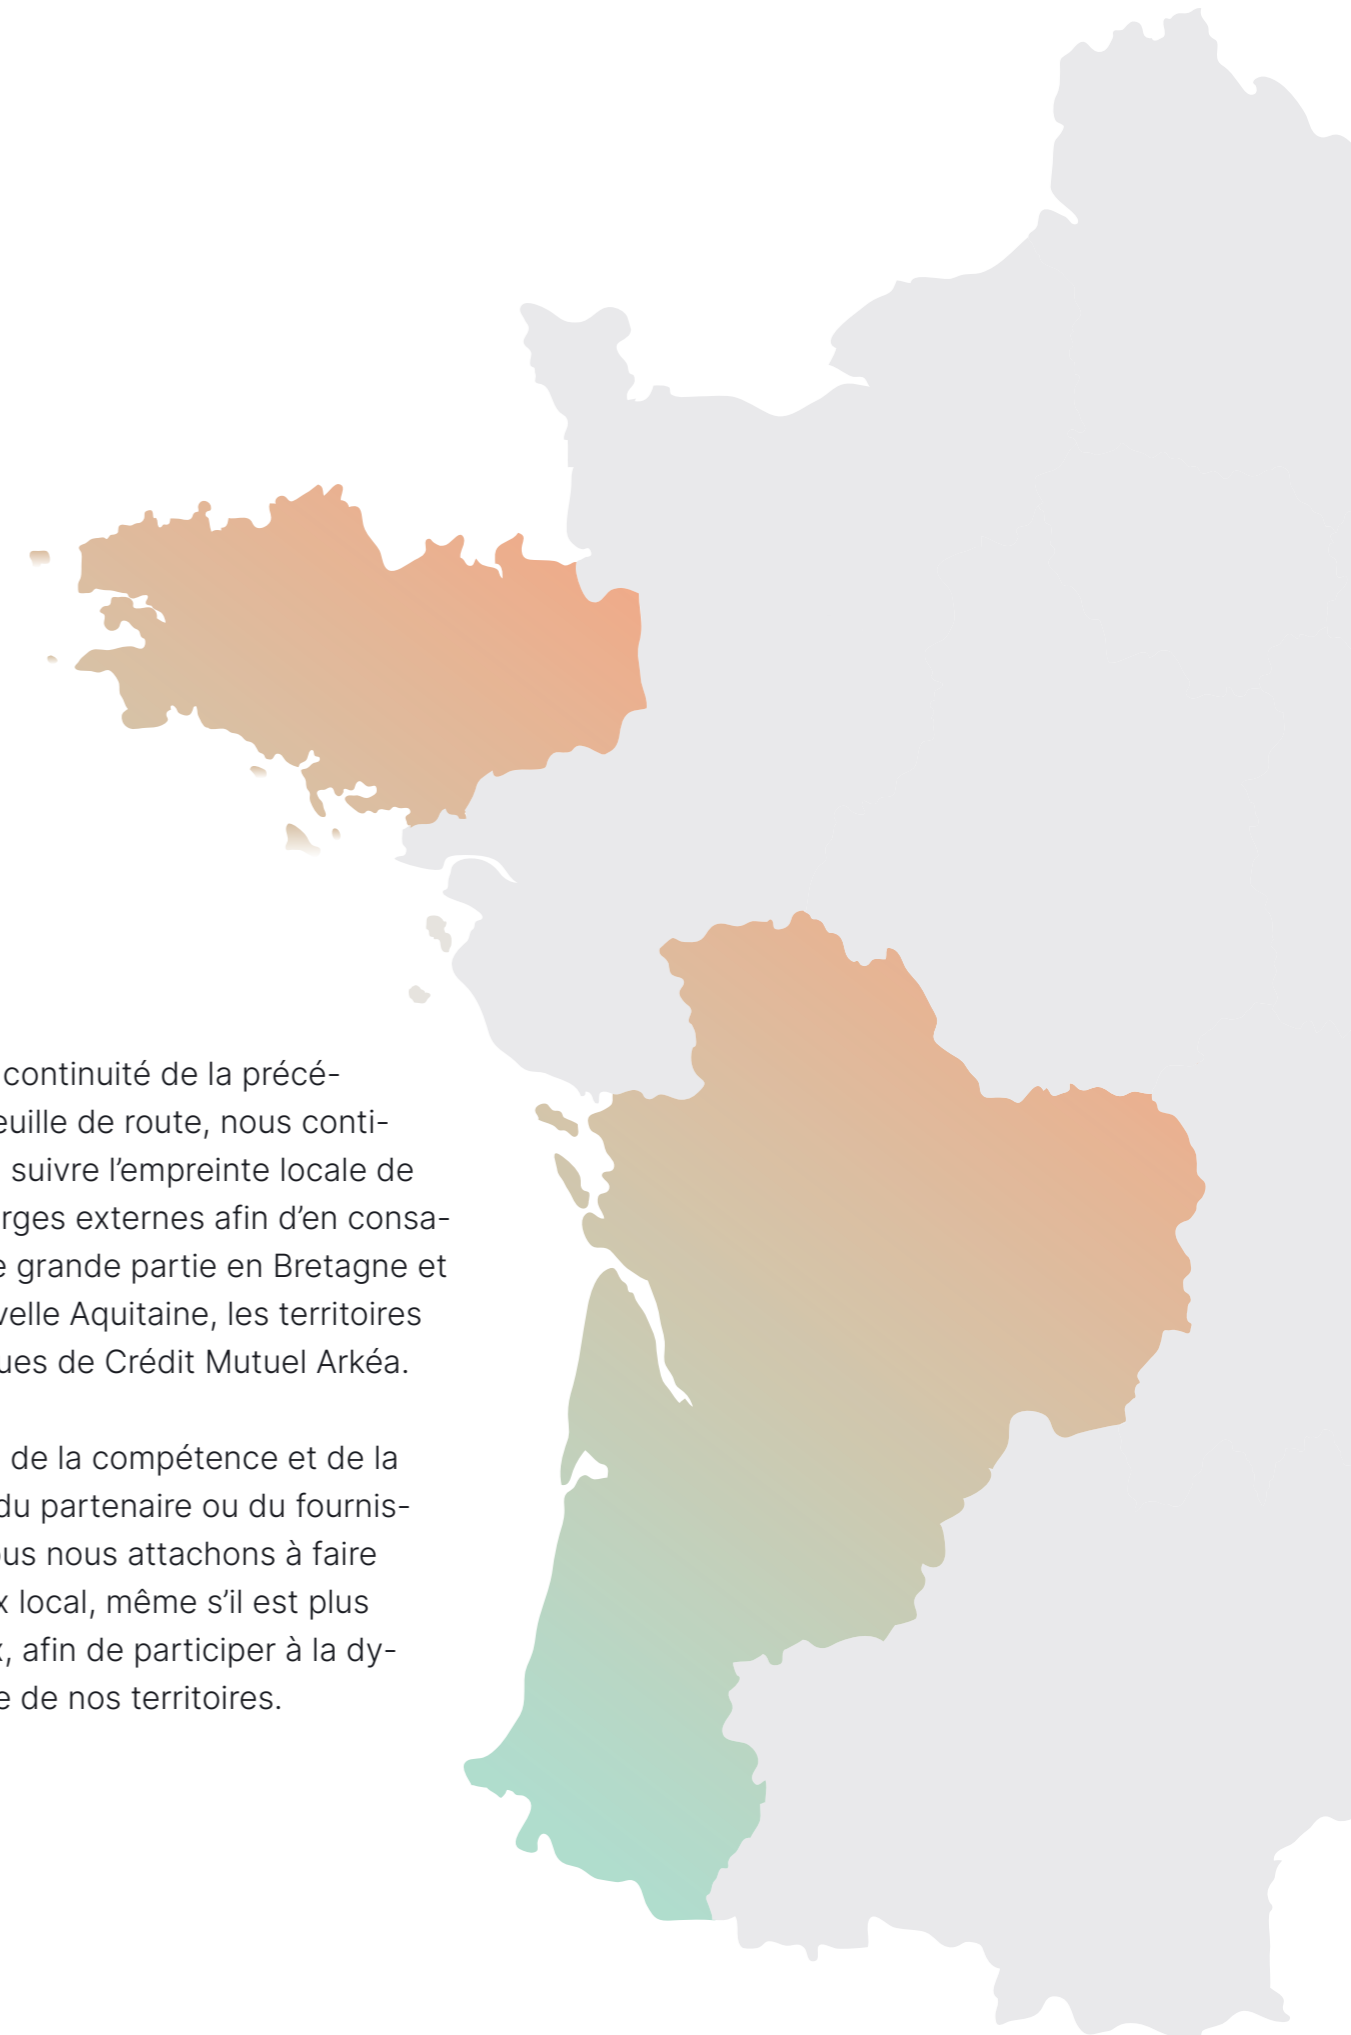 continuité de la précé-
euille de route, nous conti-
suivre l’empreinte locale de
rges externes afin d’en consa-
e grande partie en Bretagne et
velle Aquitaine, les territoires
ues de Crédit Mutuel Arkéa.
de la compétence et de la
du partenaire ou du fournis-
ous nous attachons à faire
x local, même s’il est plus
x, afin de participer à la dy-
e de nos territoires.